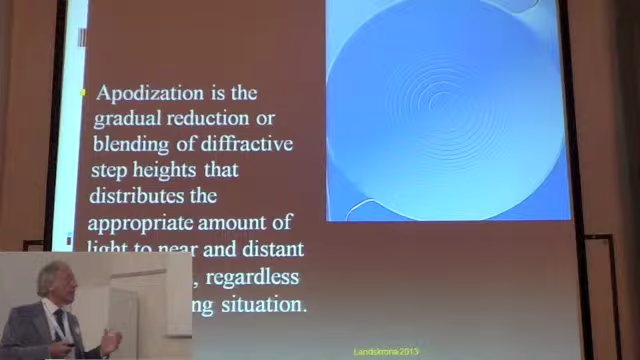 Apodization is the
gradual reduction or
blending of diffractive
step heights that
distributes the
appropriate amount of
light to near and distant
, regardless
ng situation.
Landskrona 2013